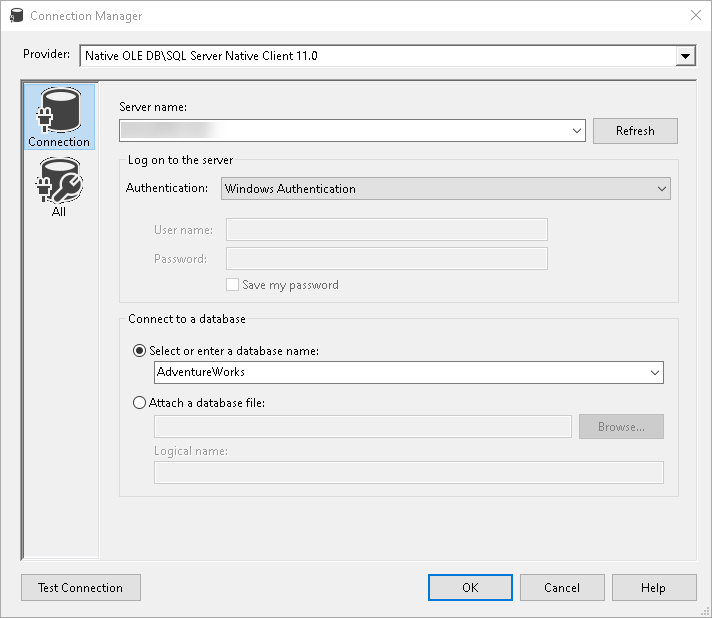 Connection Manager
Provider: Native OLE DB\SQL Server Native Client 11.0
Connection
All
Server name:
Refresh
Log on to the server
Authentication: Windows Authentication
User name:
Password:
Save my password
Connect to a database
Select or enter a database name:
AdventureWorks
Attach a database file:
Browse...
Logical name:
Test Connection OK Cancel Help